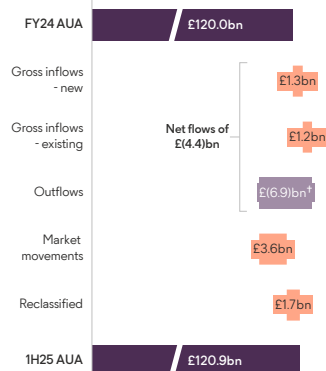 FY24 AUA
£120.0bn
Gross inflows
- new
£1.3bn
Gross inflows
- existing
£1.2bn
Net flows of
£(4.4)bn
Outflows
£(6.9)bn†
Market
movements
£3.6bn
Reclassified
£1.7bn
1H25 AUA
£120.9bn